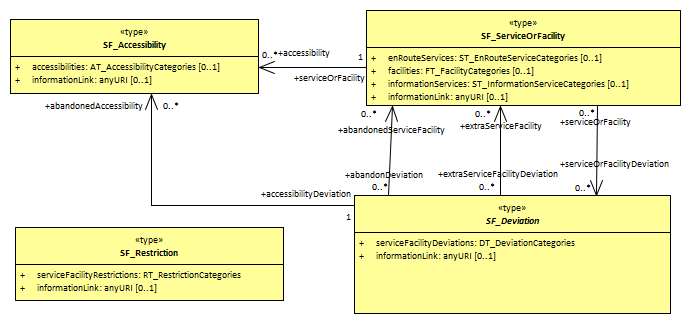 «type»
SF_Accessibility
+ accessibilities: AT_AccessibilityCategories [0..1]
+ informationLink: anyURI [0..1]
«type»
SF_ServiceOrFacility
+ enRouteServices: ST_EnRouteServiceCategories [0..1]
+ facilities: FT_FacilityCategories [0..1]
+ informationServices: ST_InformationServiceCategories [0..1]
+ informationLink: anyURI [0..1]
0..* +accessibility
1
+serviceOrFacility
+abandonedAccessibility
0..*
0..*
+abandonedServiceFacility
0..*
+extraServiceFacility
0..*
+serviceOrFacility
+abandonDeviation
0..*
+extraServiceFacilityDeviation
0..*
+serviceOrFacilityDeviation
0..*
+accessibilityDeviation
1
«type»
SF_Deviation
+ serviceFacilityDeviations: DT_DeviationCategories
+ informationLink: anyURI [0..1]
«type»
SF_Restriction
+ serviceFacilityRestrictions: RT_RestrictionCategories
+ informationLink: anyURI [0..1]